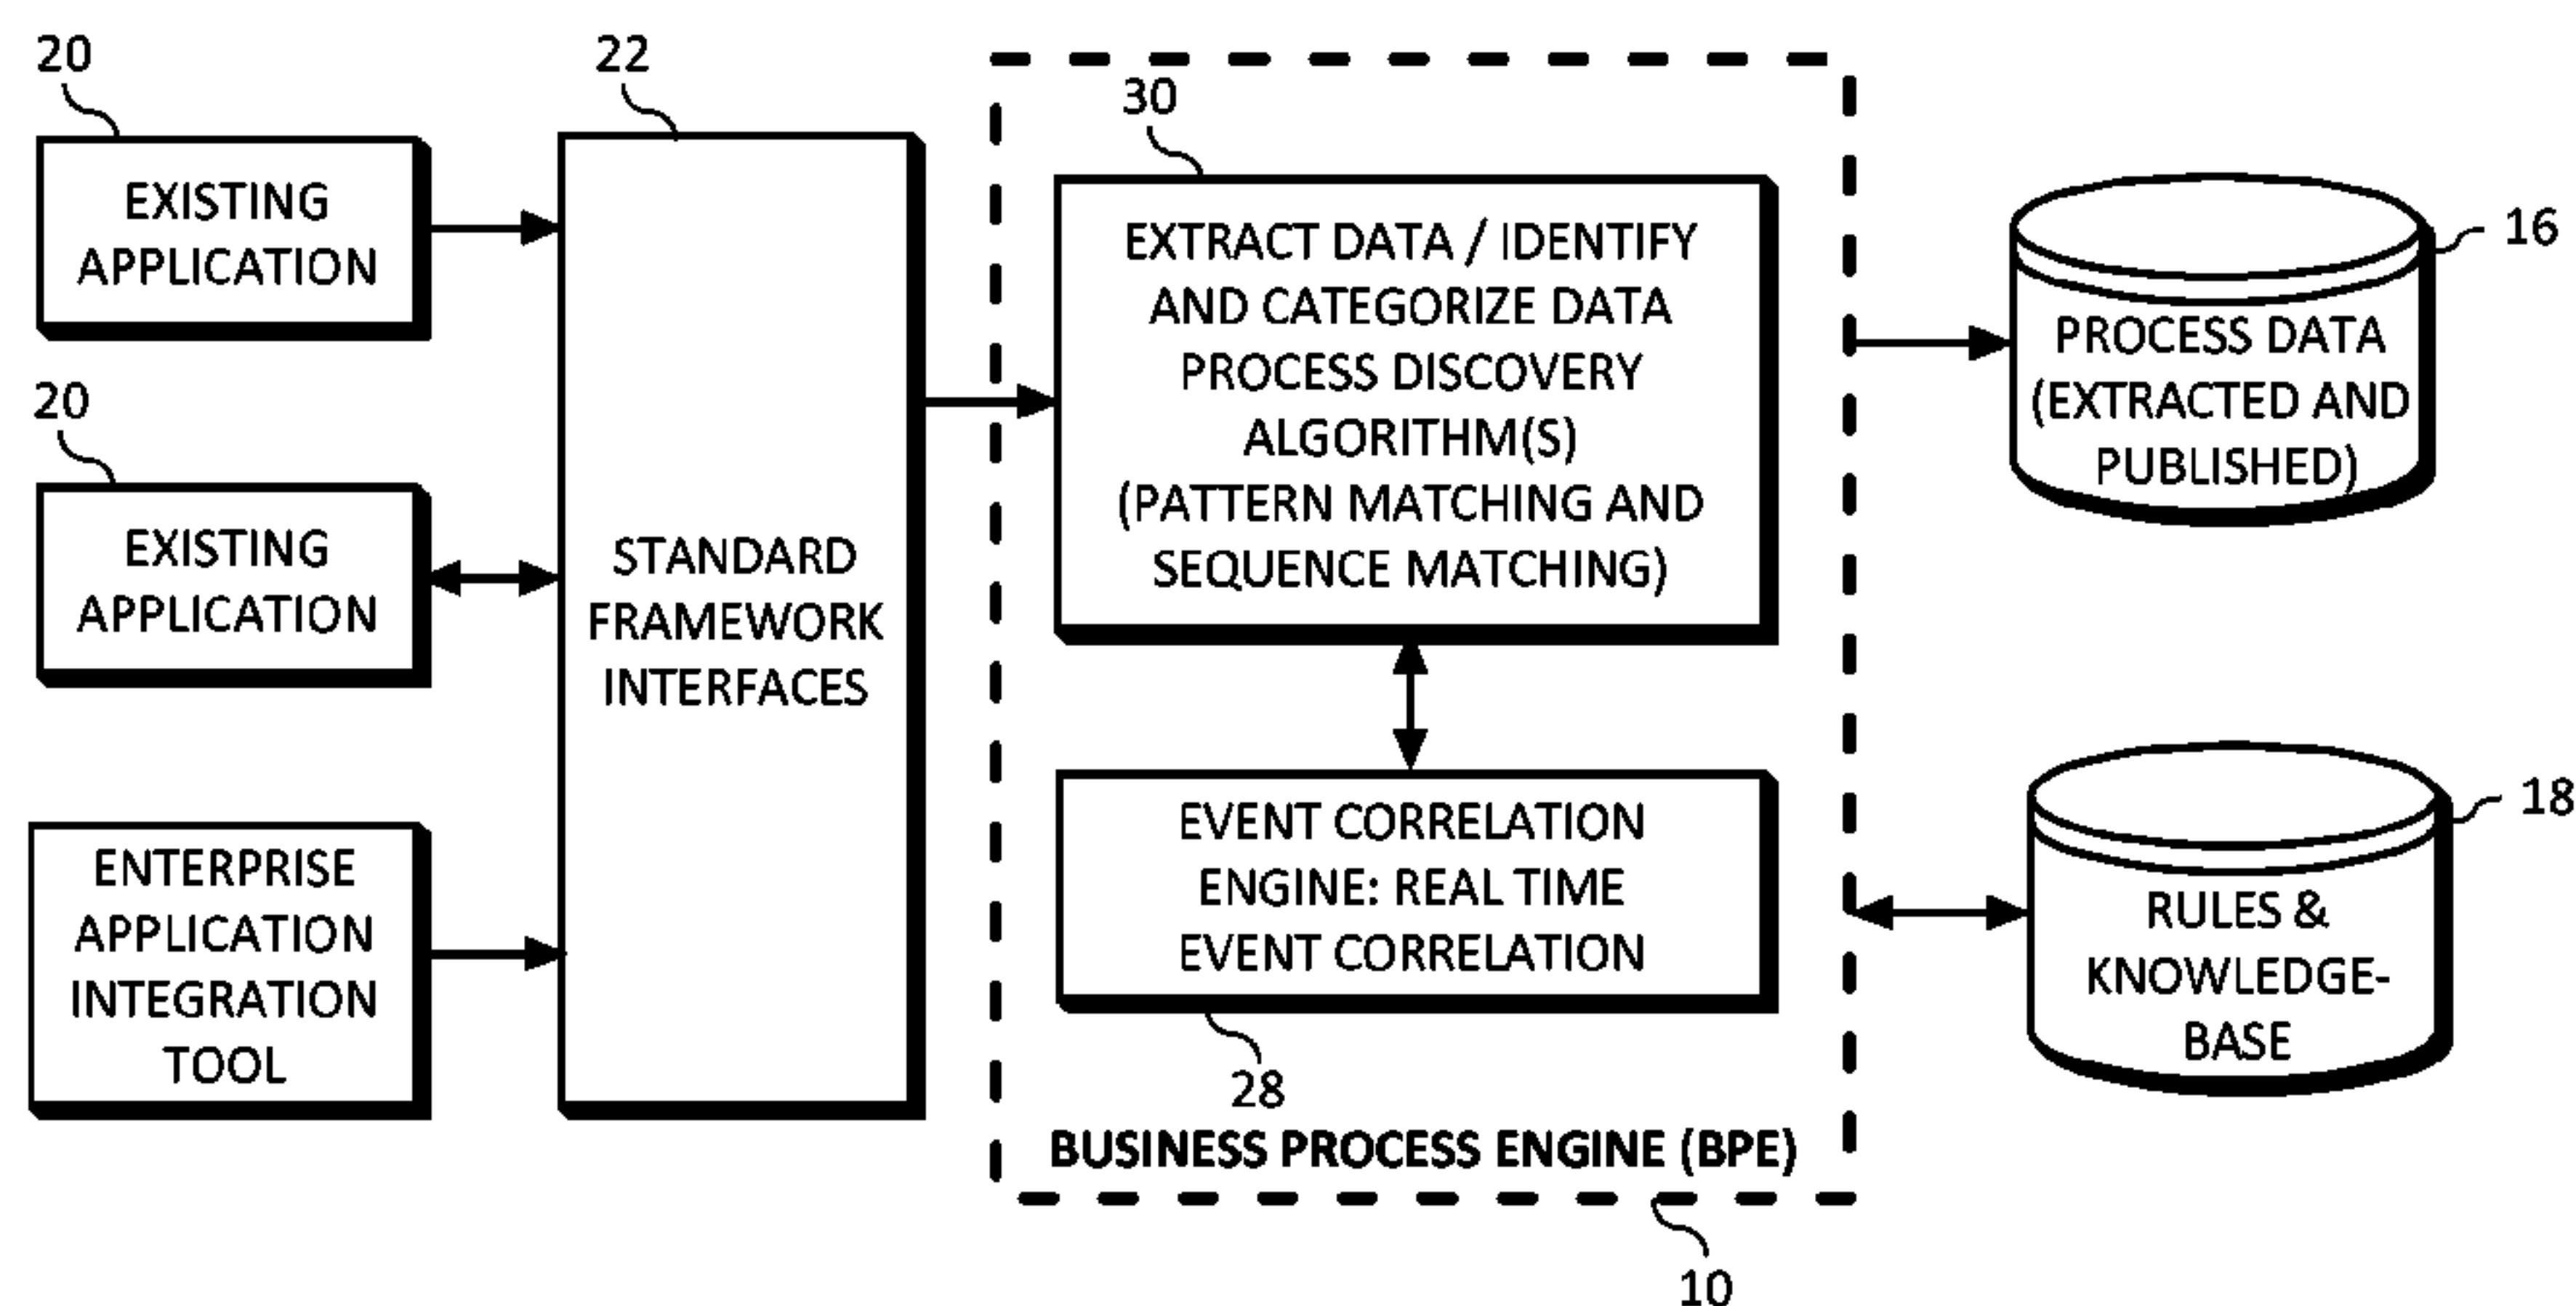 20
EXISTING
APPLICATION
20
EXISTING
APPLICATION
ENTERPRISE
APPLICATION
INTEGRATION
TOOL
22
STANDARD
FRAMEWORK
INTERFACES
30
EXTRACT DATA / IDENTIFY
AND CATEGORIZE DATA
PROCESS DISCOVERY
ALGORITHM(S)
(PATTERN MATCHING AND
SEQUENCE MATCHING)
EVENT CORRELATION
ENGINE: REAL TIME
EVENT CORRELATION
28
BUSINESS PROCESS ENGINE (BPE)
10
16
PROCESS DATA
(EXTRACTED AND
PUBLISHED)
18
RULES &
KNOWLEDGE-
BASE